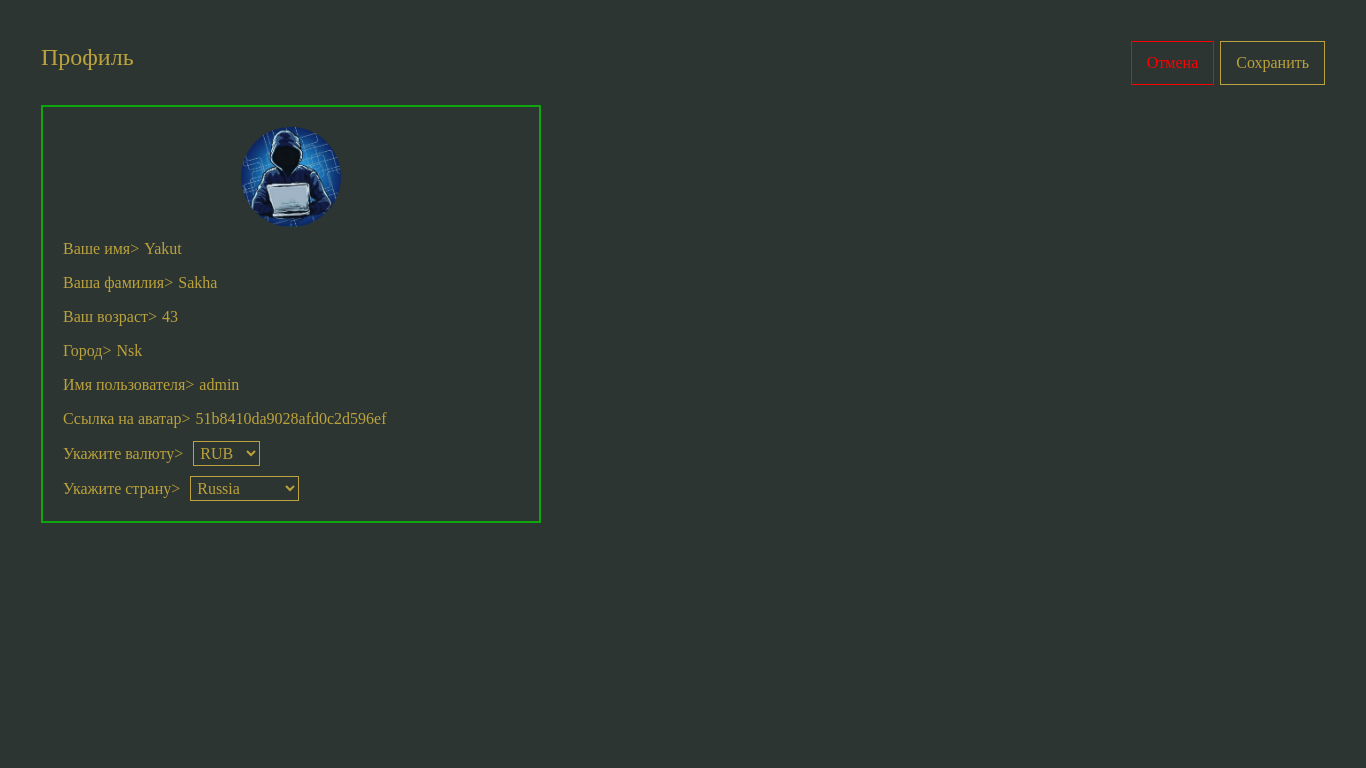 Профиль
Отмена
Сохранить
Ваше имя> Yakut
Ваша фамилия> Sakha
Ваш возраст> 43
Город> Nsk
Имя пользователя> admin
Ссылка на аватар> 51b8410da9028afd0c2d596ef
Укажите валюту> RUB
Укажите страну> Russia